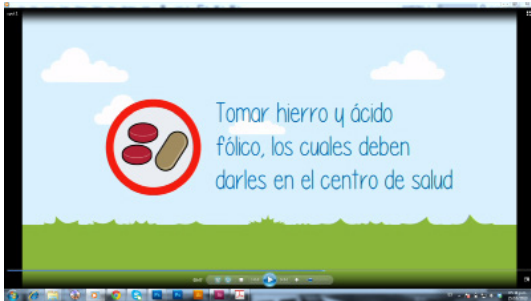 Tomar hierro y ácido
fólico, los cuales deben
darles en el centro de salud